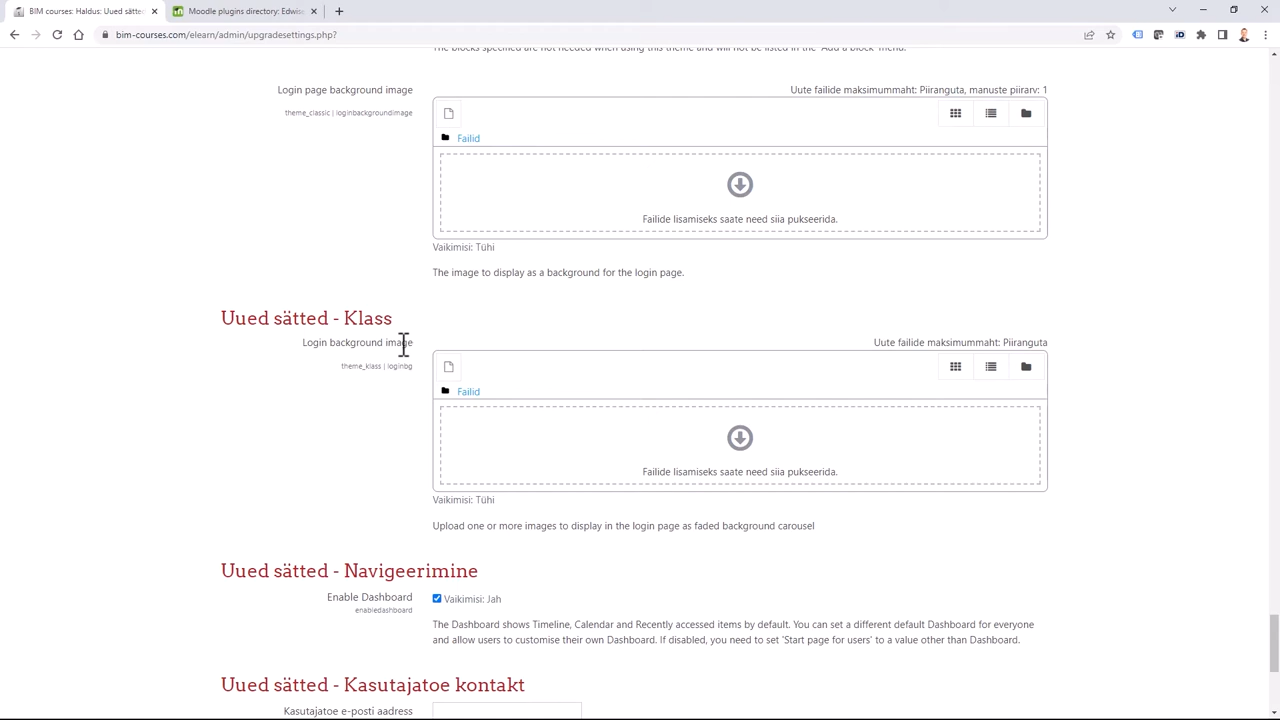 BIM courses: Haldus: Uued sätted
Moodle plugins directory: Edwise
bim-courses.com/elearn/admin/upgradesettings.php?
The blocks specified are not needed when using this theme and will not be listed in the 'Add a block' menu.
Login page background image
Uute failide maksimummaht: Piiranguta, manuste piirarv: 1
theme_classic | loginbackgroundimage
Failid
Failide lisamiseks saate need siia pukseerida.
Vaikimisi: Tühi
The image to display as a background for the login page.
Uued sätted - Klass
Login background image
Uute failide maksimummaht: Piiranguta
theme_klass | loginbg
Failid
Failide lisamiseks saate need siia pukseerida.
Vaikimisi: Tühi
Upload one or more images to display in the login page as faded background carousel
Uued sätted - Navigeerimine
Enable Dashboard
Vaikimisi: Jah
enabledashboard
The Dashboard shows Timeline, Calendar and Recently accessed items by default. You can set a different default Dashboard for everyone
and allow users to customise their own Dashboard. If disabled, you need to set 'Start page for users' to a value other than Dashboard.
Uued sätted - Kasutajatoe kontakt
Kasutajatoe e-posti aadress